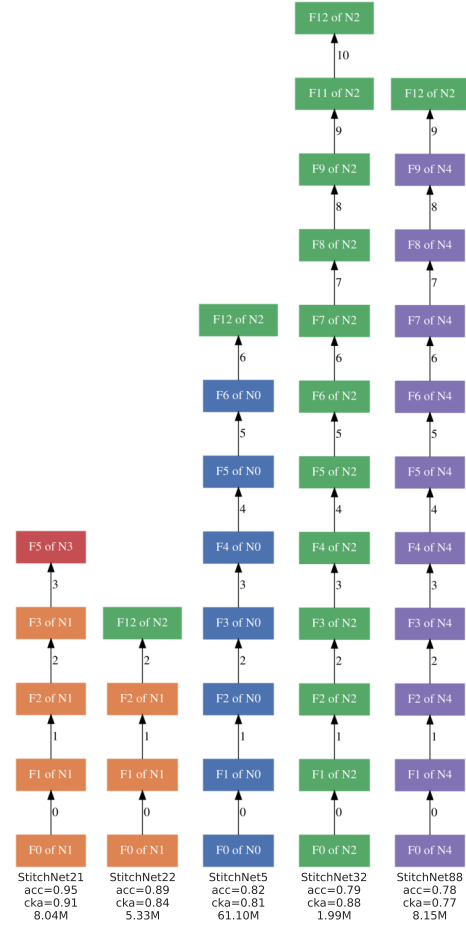 F12 of N2
10
F11 of N2
F12 of N2
9
9
F9 of N2
F9 of N4
8
8
F8 of N2
F8 of N4
7
7
F12 of N2
F7 of N2
F7 of N4
6
6
6
F6 of N0
F6 of N2
F6 of N4
5
5
5
F5 of N0
F5 of N2
F5 of N4
4
4
4
F5 of N3
F4 of N0
F4 of N2
F4 of N4
3
3
3
3
F3 of N1
F12 of N2
F3 of N0
F3 of N2
F3 of N4
2
2
2
2
2
F2 of N1
F2 of N1
F2 of N0
F2 of N2
F2 of N4
1
1
1
1
1
F1 of N1
F1 of N1
F1 of N0
F1 of N2
F1 of N4
0
0
0
0
0
F0 of N1
F0 of N1
F0 of N0
F0 of N2
F0 of N4
StitchNet21
acc=0.95
cka=0.91
8.04M
StitchNet22
acc=0.89
cka=0.84
5.33M
StitchNet5
acc=0.82
cka=0.81
61.10M
StitchNet32
acc=0.79
cka=0.88
1.99M
StitchNet88
acc=0.78
cka=0.77
8.15M